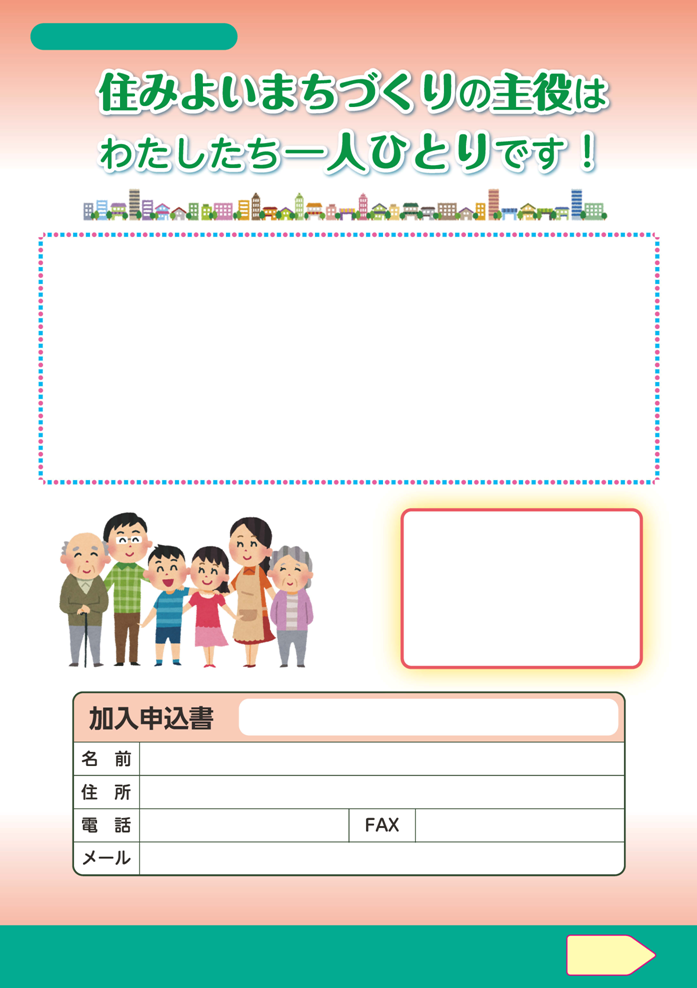 住みよいまちづくりの主役は
わたしたち一人ひとりです！
加入申込書
名　前
住　所
電　話
FAX
メール